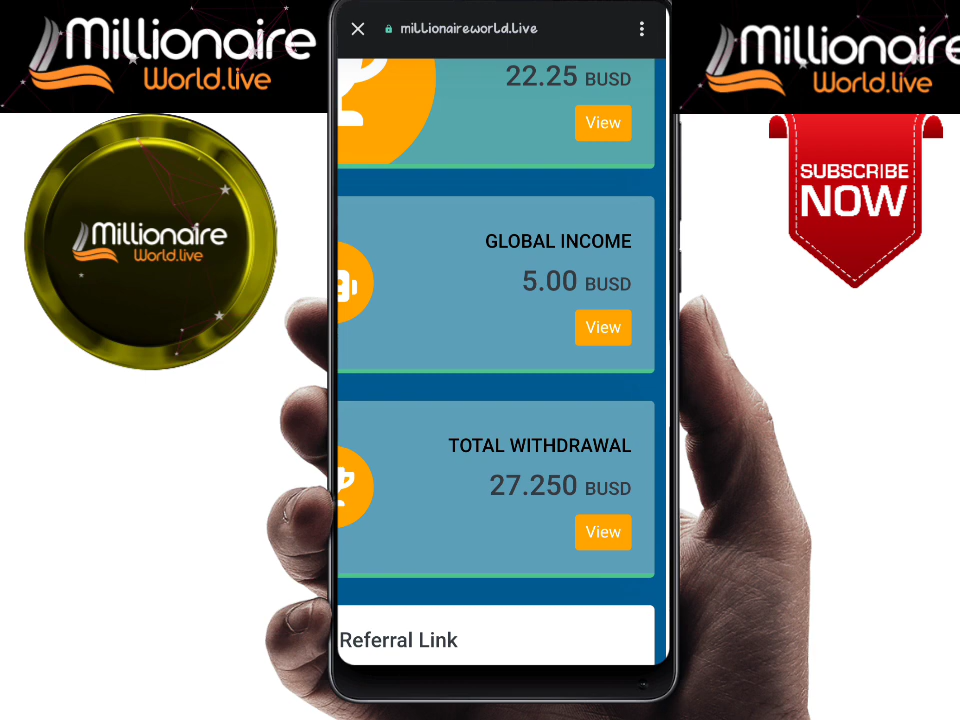 Millionaire
World.live
millionaireworld.live
Millionaire
World.live
22.25 BUSD
View
SUBSCRIBE
NOW
Millionaire
World.live
GLOBAL INCOME
5.00 BUSD
View
TOTAL WITHDRAWAL
27.250 BUSD
View
Referral Link